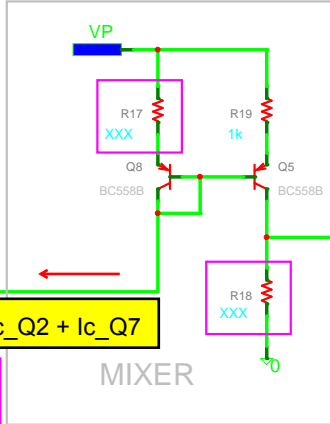 VP
R17
XXX
R19
1k
Q8
BC558B
Q5
BC558B
R18
XXX
c_Q2 + Ic_Q7
MIXER
0